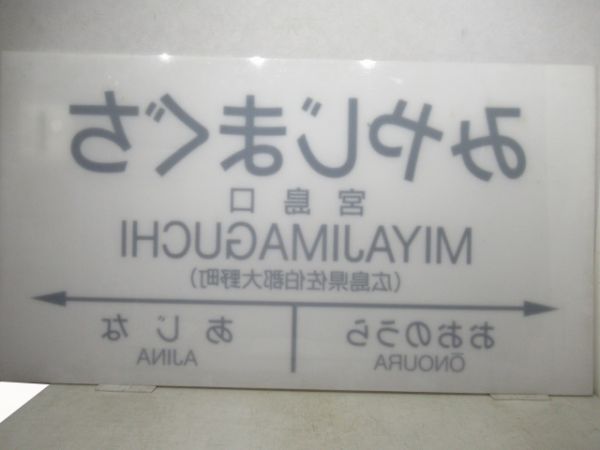 みやじまぐち
宮島口
MIYAJIMAGUCHI
(広島県佐伯郡大野町)
おおのうら あじな
ŌNOURA AJINA